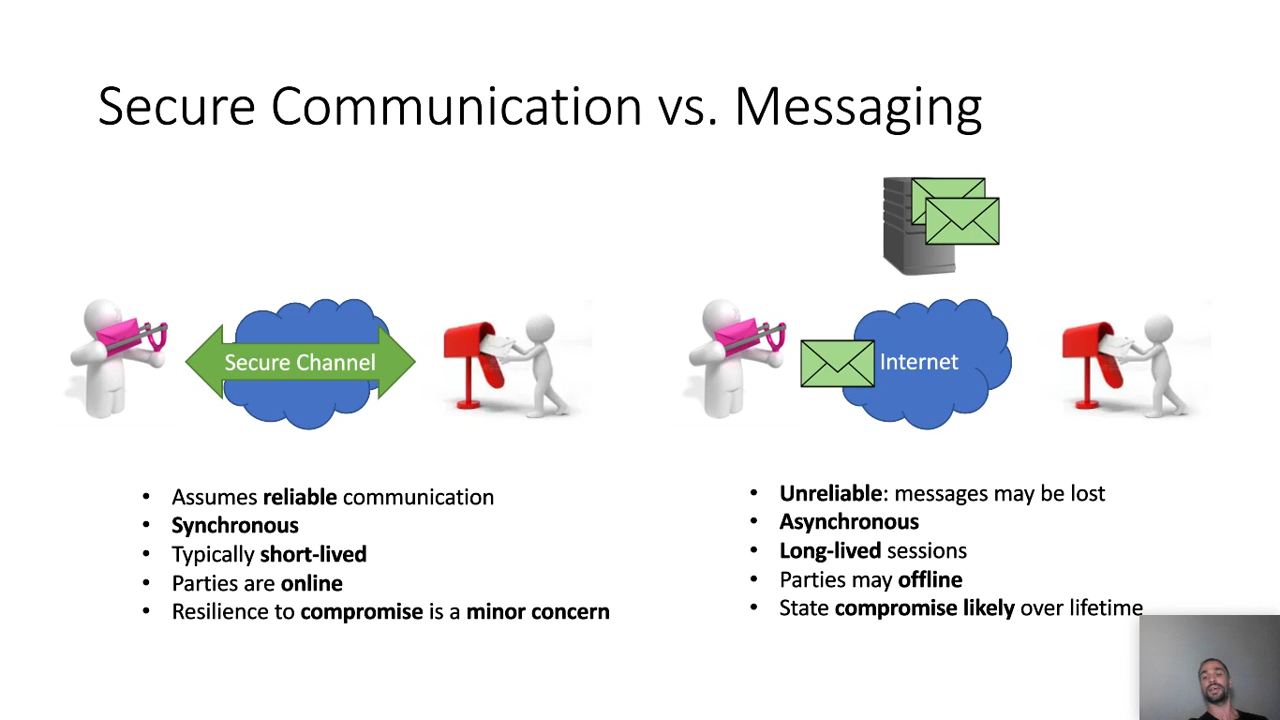 Secure Communication vs. Messaging
Secure Channel
Internet
• Assumes reliable communication
• Synchronous
• Typically short-lived
• Parties are online
• Resilience to compromise is a minor concern
• Unreliable: messages may be lost
• Asynchronous
• Long-lived sessions
• Parties may offline
• State compromise likely over lifetime